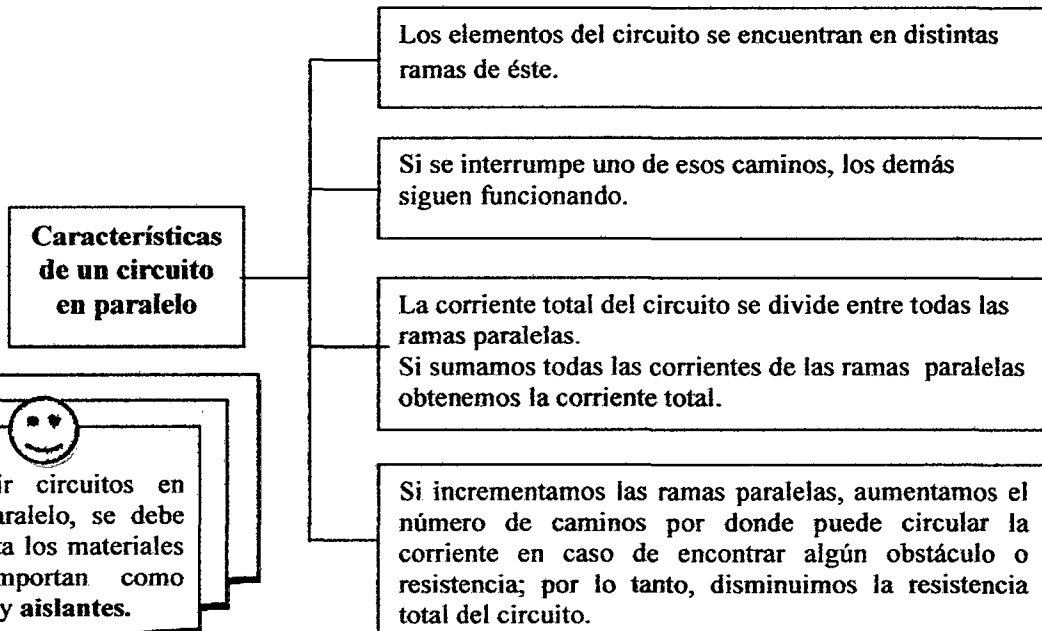 Los elementos del circuito se encuentran en distintas
ramas de éste.
Si se interrumpe uno de esos caminos, los demás
siguen funcionando.
Características
de un circuito
en paralelo
La corriente total del circuito se divide entre todas las
ramas paralelas.
Si sumamos todas las corrientes de las ramas paralelas
obtenemos la corriente total.
ir circuitos en
aralelo, se debe
ta los materiales
mportan como
y aislantes.
Si incrementamos las ramas paralelas, aumentamos el
número de caminos por donde puede circular la
corriente en caso de encontrar algún obstáculo o
resistencia; por lo tanto, disminuimos la resistencia
total del circuito.